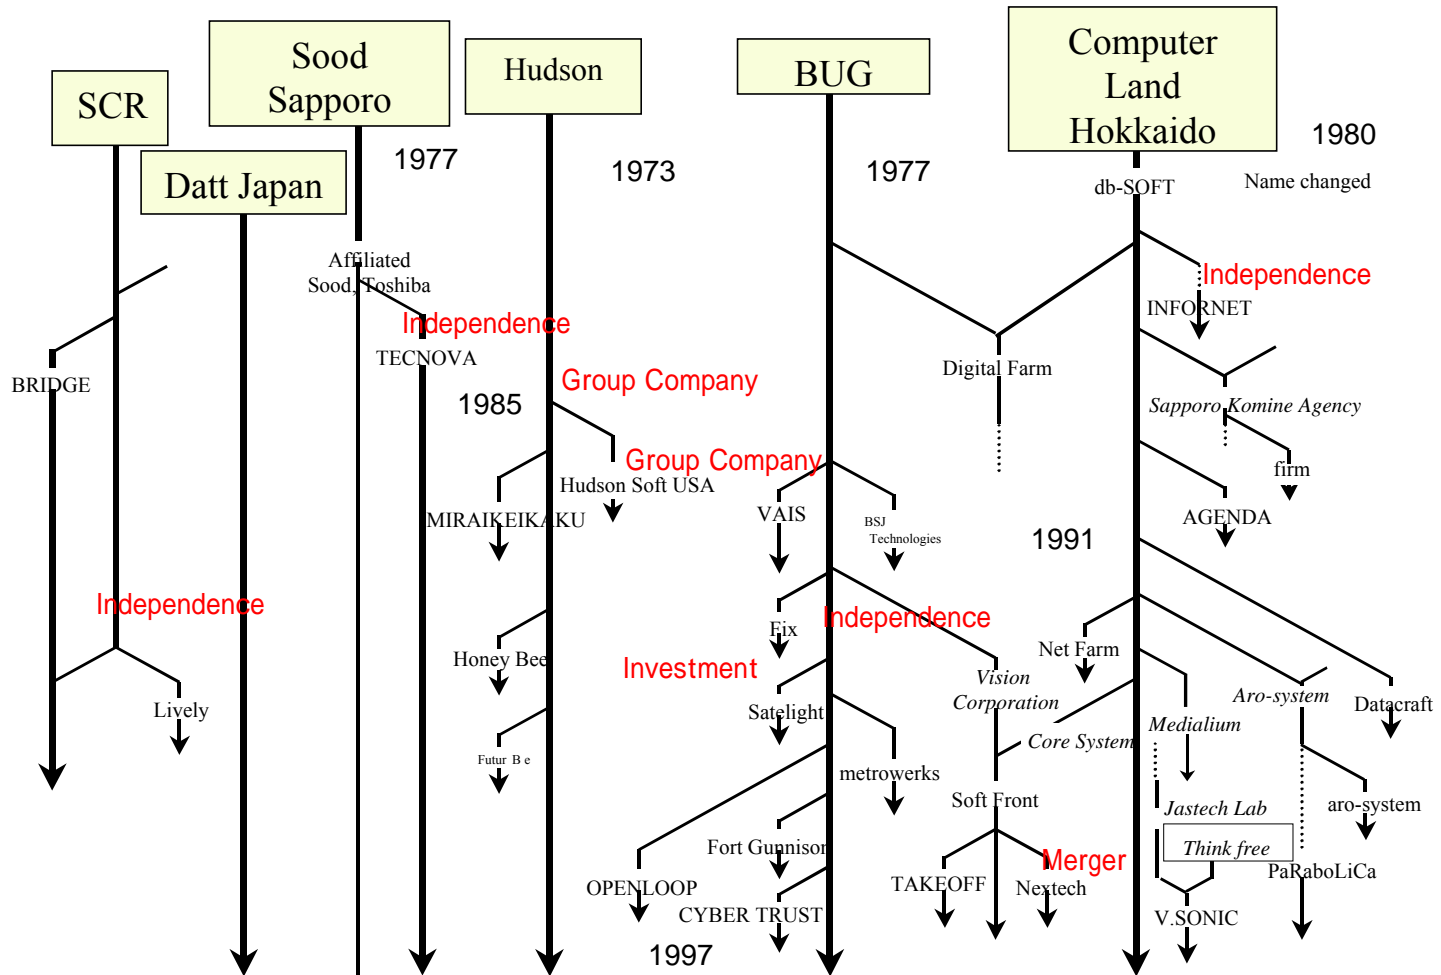 Computer
Land
Hokkaido
Sood
Sapporo
Hudson
BUG
SCR
1980
1977
1973
1977
Datt Japan
db-SOFT
Name changed
Affiliated
Sood, Toshiba
Independence
INFORNET
Independence
TECNOVA
Digital Farm
BRIDGE
Group Company
1985
Sapporo Komine Agency
Group Company
firm
Hudson Soft USA
MIRAIKEIKAKU
VAIS
BSJ
Technologies
AGENDA
1991
Independence
Independence
Fix
Net Farm
Honey Bee
Investment
Vision
Corporation
Aro-system
Datacraft
Lively
Satelight
Core System
Medialium
Futur B e
metrowerks
Soft Front
Jastech Lab
aro-system
Fort Gunnison
Think free
Merger
PaRaboLiCa
OPENLOOP
TAKEOFF
Nextech
CYBER TRUST
V.SONIC
1997